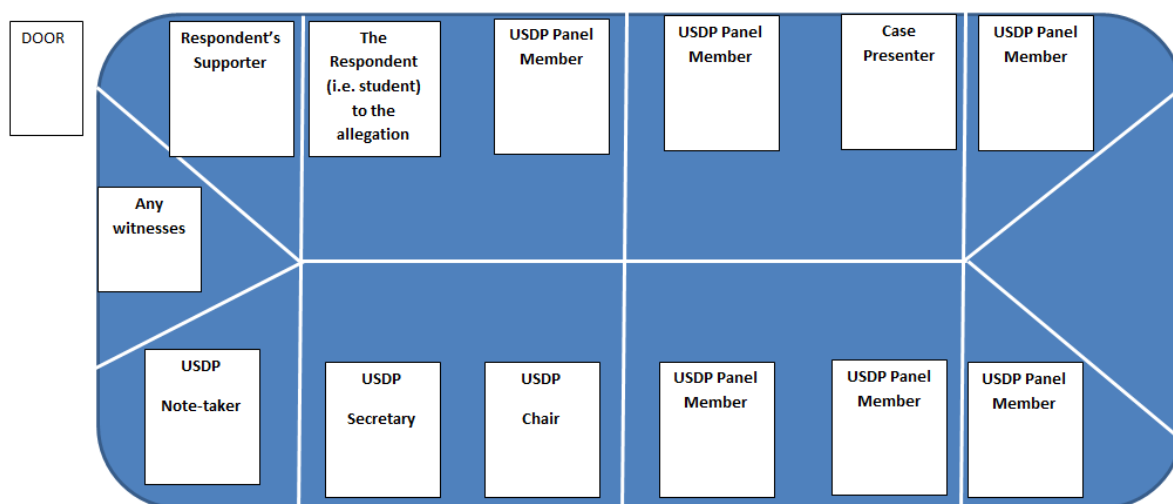 DOOR
Respondent's
Supporter
The
Respondent
(i.e. student)
to the
allegation
USDP Panel
Member
USDP Panel
Member
Case
Presenter
USDP Panel
Member
Any
witnesses
USDP
Note-taker
USDP
Secretary
USDP
Chair
USDP Panel
Member
USDP Panel
Member
USDP Panel
Member